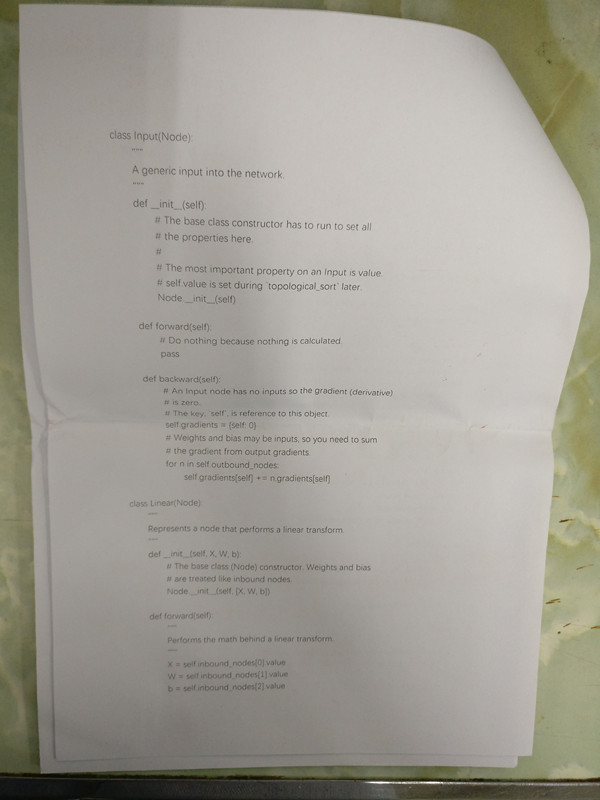 class Input(Node):
"""
A generic input into the network.
"""
def __init__(self):
# The base class constructor has to run to set all
# the properties here.
#
# The most important property on an Input is value.
# self.value is set during `topological_sort` later.
Node.__init__(self)
def forward(self):
# Do nothing because nothing is calculated.
pass
def backward(self):
# An Input node has no inputs so the gradient (derivative)
# is zero.
# The key, `self`, is reference to this object.
self.gradients = {self: 0}
# Weights and bias may be inputs, so you need to sum
# the gradient from output gradients.
for n in self.outbound_nodes:
self.gradients[self] += n.gradients[self]
class Linear(Node):
"""
Represents a node that performs a linear transform.
"""
def __init__(self, X, W, b):
# The base class (Node) constructor. Weights and bias
# are treated like inbound nodes.
Node.__init__(self, [X, W, b])
def forward(self):
"""
Performs the math behind a linear transform.
"""
X = self.inbound_nodes[0].value
W = self.inbound_nodes[1].value
b = self.inbound_nodes[2].value